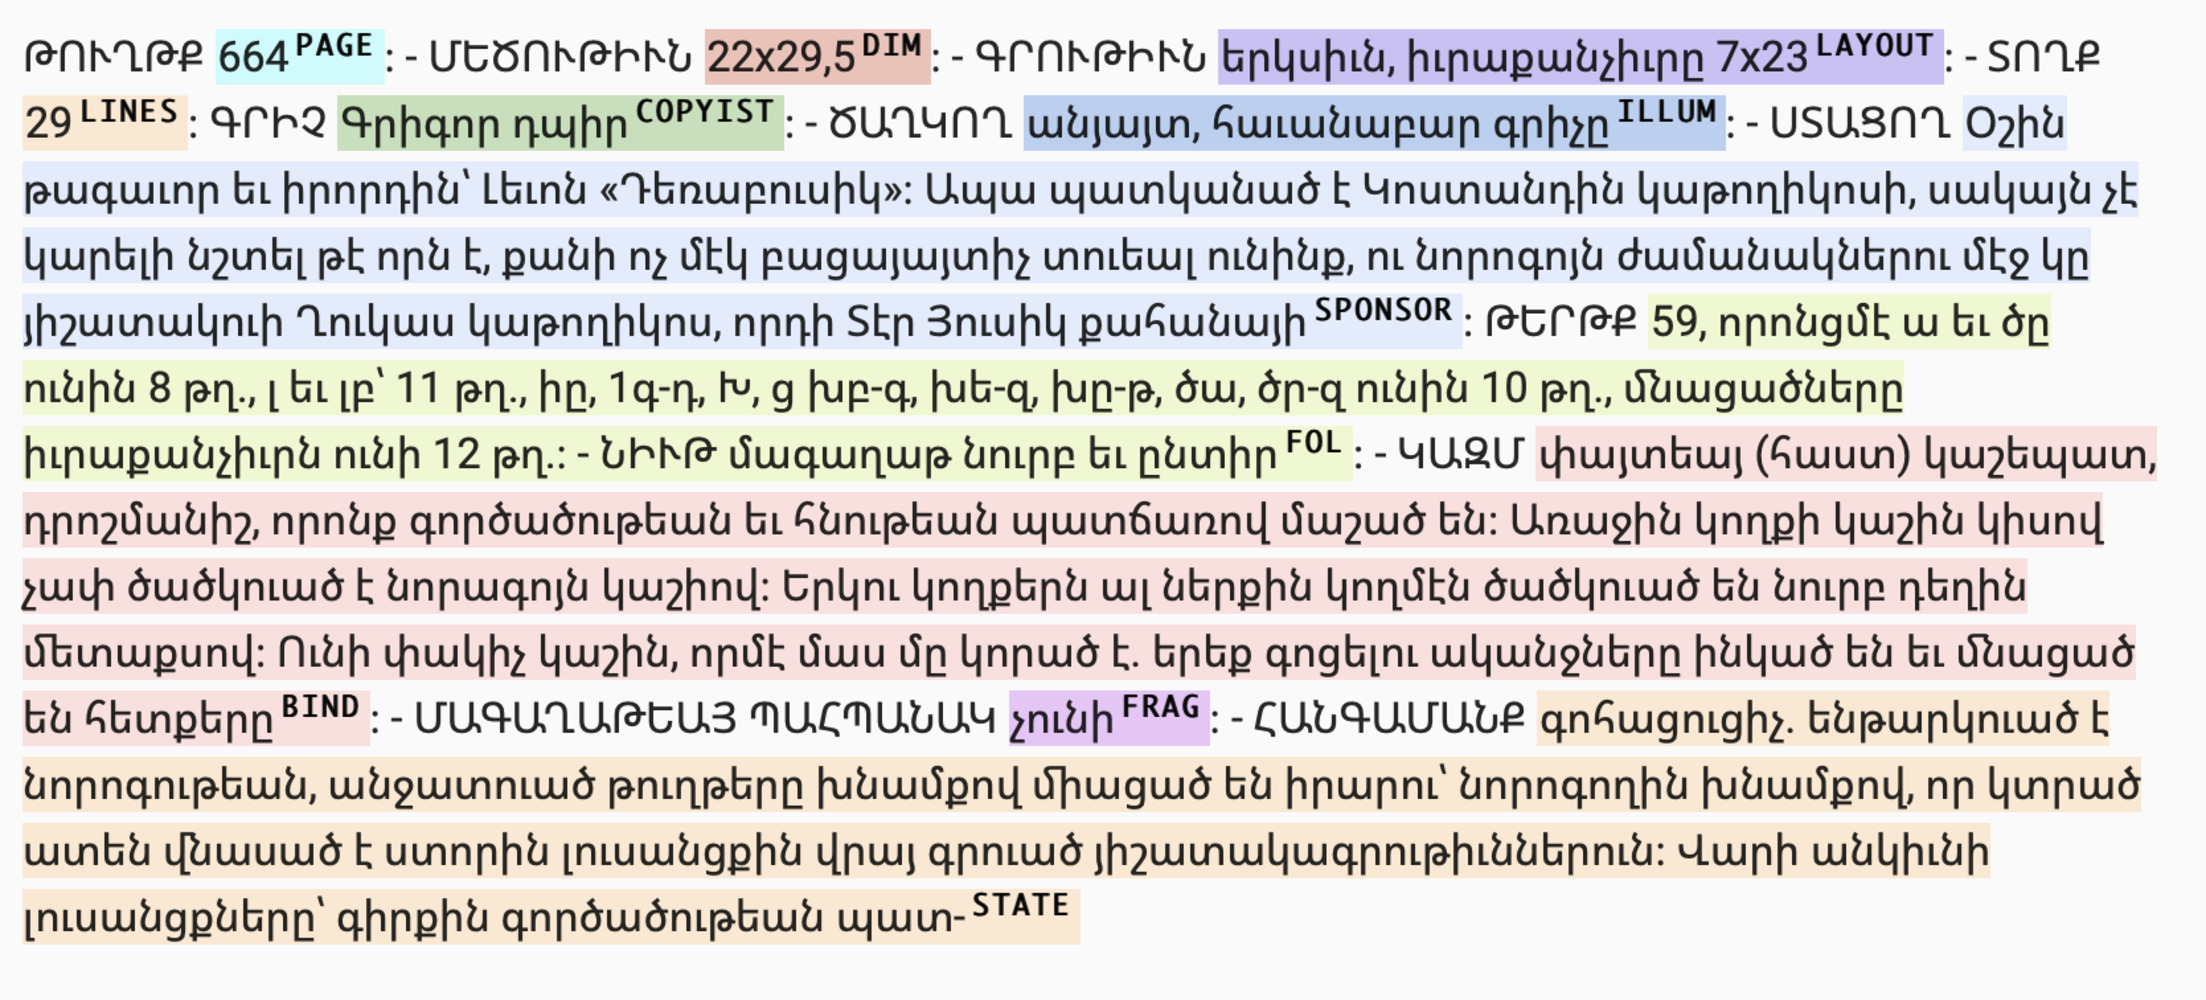 ԹՈՒՂԹՔ 664 PAGE : - ՄԵԾՈՒԹԻՒՆ 22x29,5 DIM : - ԳՐՈՒԹԻՒՆ երկսիւն, իւրաքանչիւրը 7x23 LAYOUT : - ՏՈՂՔ
29 LINES : ԳՐԻՉ Գրիգոր դպիր COPYIST : - ԾԱՂԿՈՂ անյայտ, հաւանաբար գրիչը ILLUM : - ՍՏԱՑՈՂ Օշին
թագաւոր եւ իրորդին՝ Լեւոն «Դեռաբուսիկ»: Ապա պատկանած է Կոստանդին կաթողիկոսի, սակայն չէ
կարելի նշտել թէ որն է, քանի ոչ մէկ բացայայտիչ տուեալ ունինք, ու նորոգոյն ժամանակներու մէջ կը
յիշատակուի Ղուկաս կաթողիկոս, որդի Տէր Յուսիկ քահանայի SPONSOR : ԹԵՐԹՔ 59, որոնցմէ ա եւ ծը
ունին 8 թղ., լ եւ լբ՝ 11 թղ., իը, 1գ-դ, Խ, ց խբ-գ, խե-զ, խը-թ, ծա, ծր-զ ունին 10 թղ., մնացածները
իւրաքանչիւրն ունի 12 թղ.: - ՆԻՒԹ մագաղաթ նուրբ եւ ընտիր FOL : - ԿԱԶՄ փայտեայ (հաստ) կաշեպատ,
դրոշմանիշ, որոնք գործածութեան եւ հնութեան պատճառով մաշած են: Առաջին կողքի կաշին կիսով
չափ ծածկուած է նորագոյն կաշիով: Երկու կողքերն ալ ներքին կողմէն ծածկուած են նուրբ դեղին
մետաքսով: Ունի փակիչ կաշին, որմէ մաս մը կորած է. երեք գոցելու ականջները ինկած են եւ մնացած
են հետքերը BIND : - ՄԱԳԱՂԱԹԵԱՅ ՊԱՀՊԱՆԱԿ չունի FRAG : - ՀԱՆԳԱՄԱՆՔ գոհացուցիչ. ենթարկուած է
նորոգութեան, անջատուած թուղթերը խնամքով միացած են իրարու՝ նորոգողին խնամքով, որ կտրած
ատեն վնասած է ստորին լուսանցքին վրայ գրուած յիշատակագրութիւններուն: Վարի անկիւնի
լուսանցքները՝ գիրքին գործածութեան պատ- STATE